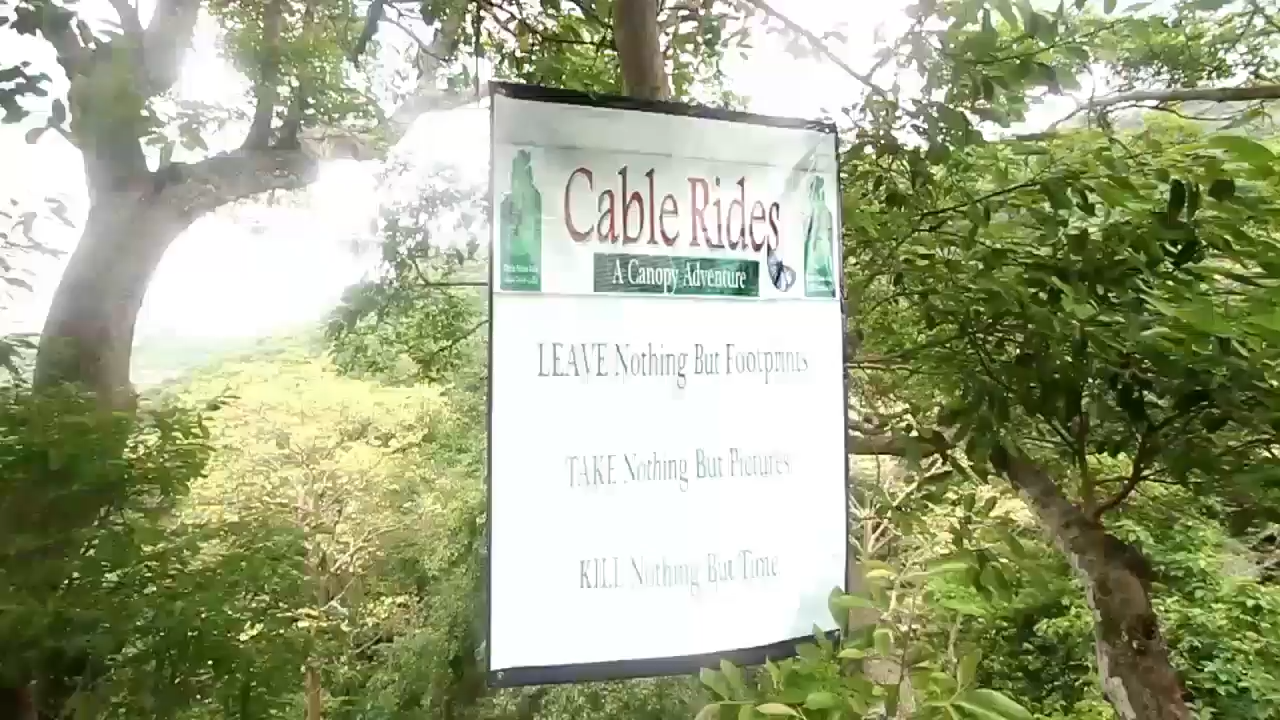 Cable Rides
A Canopy Adventure
LEAVE Nothing But Footprints
TAKE Nothing But Pictures
KILL Nothing But Time